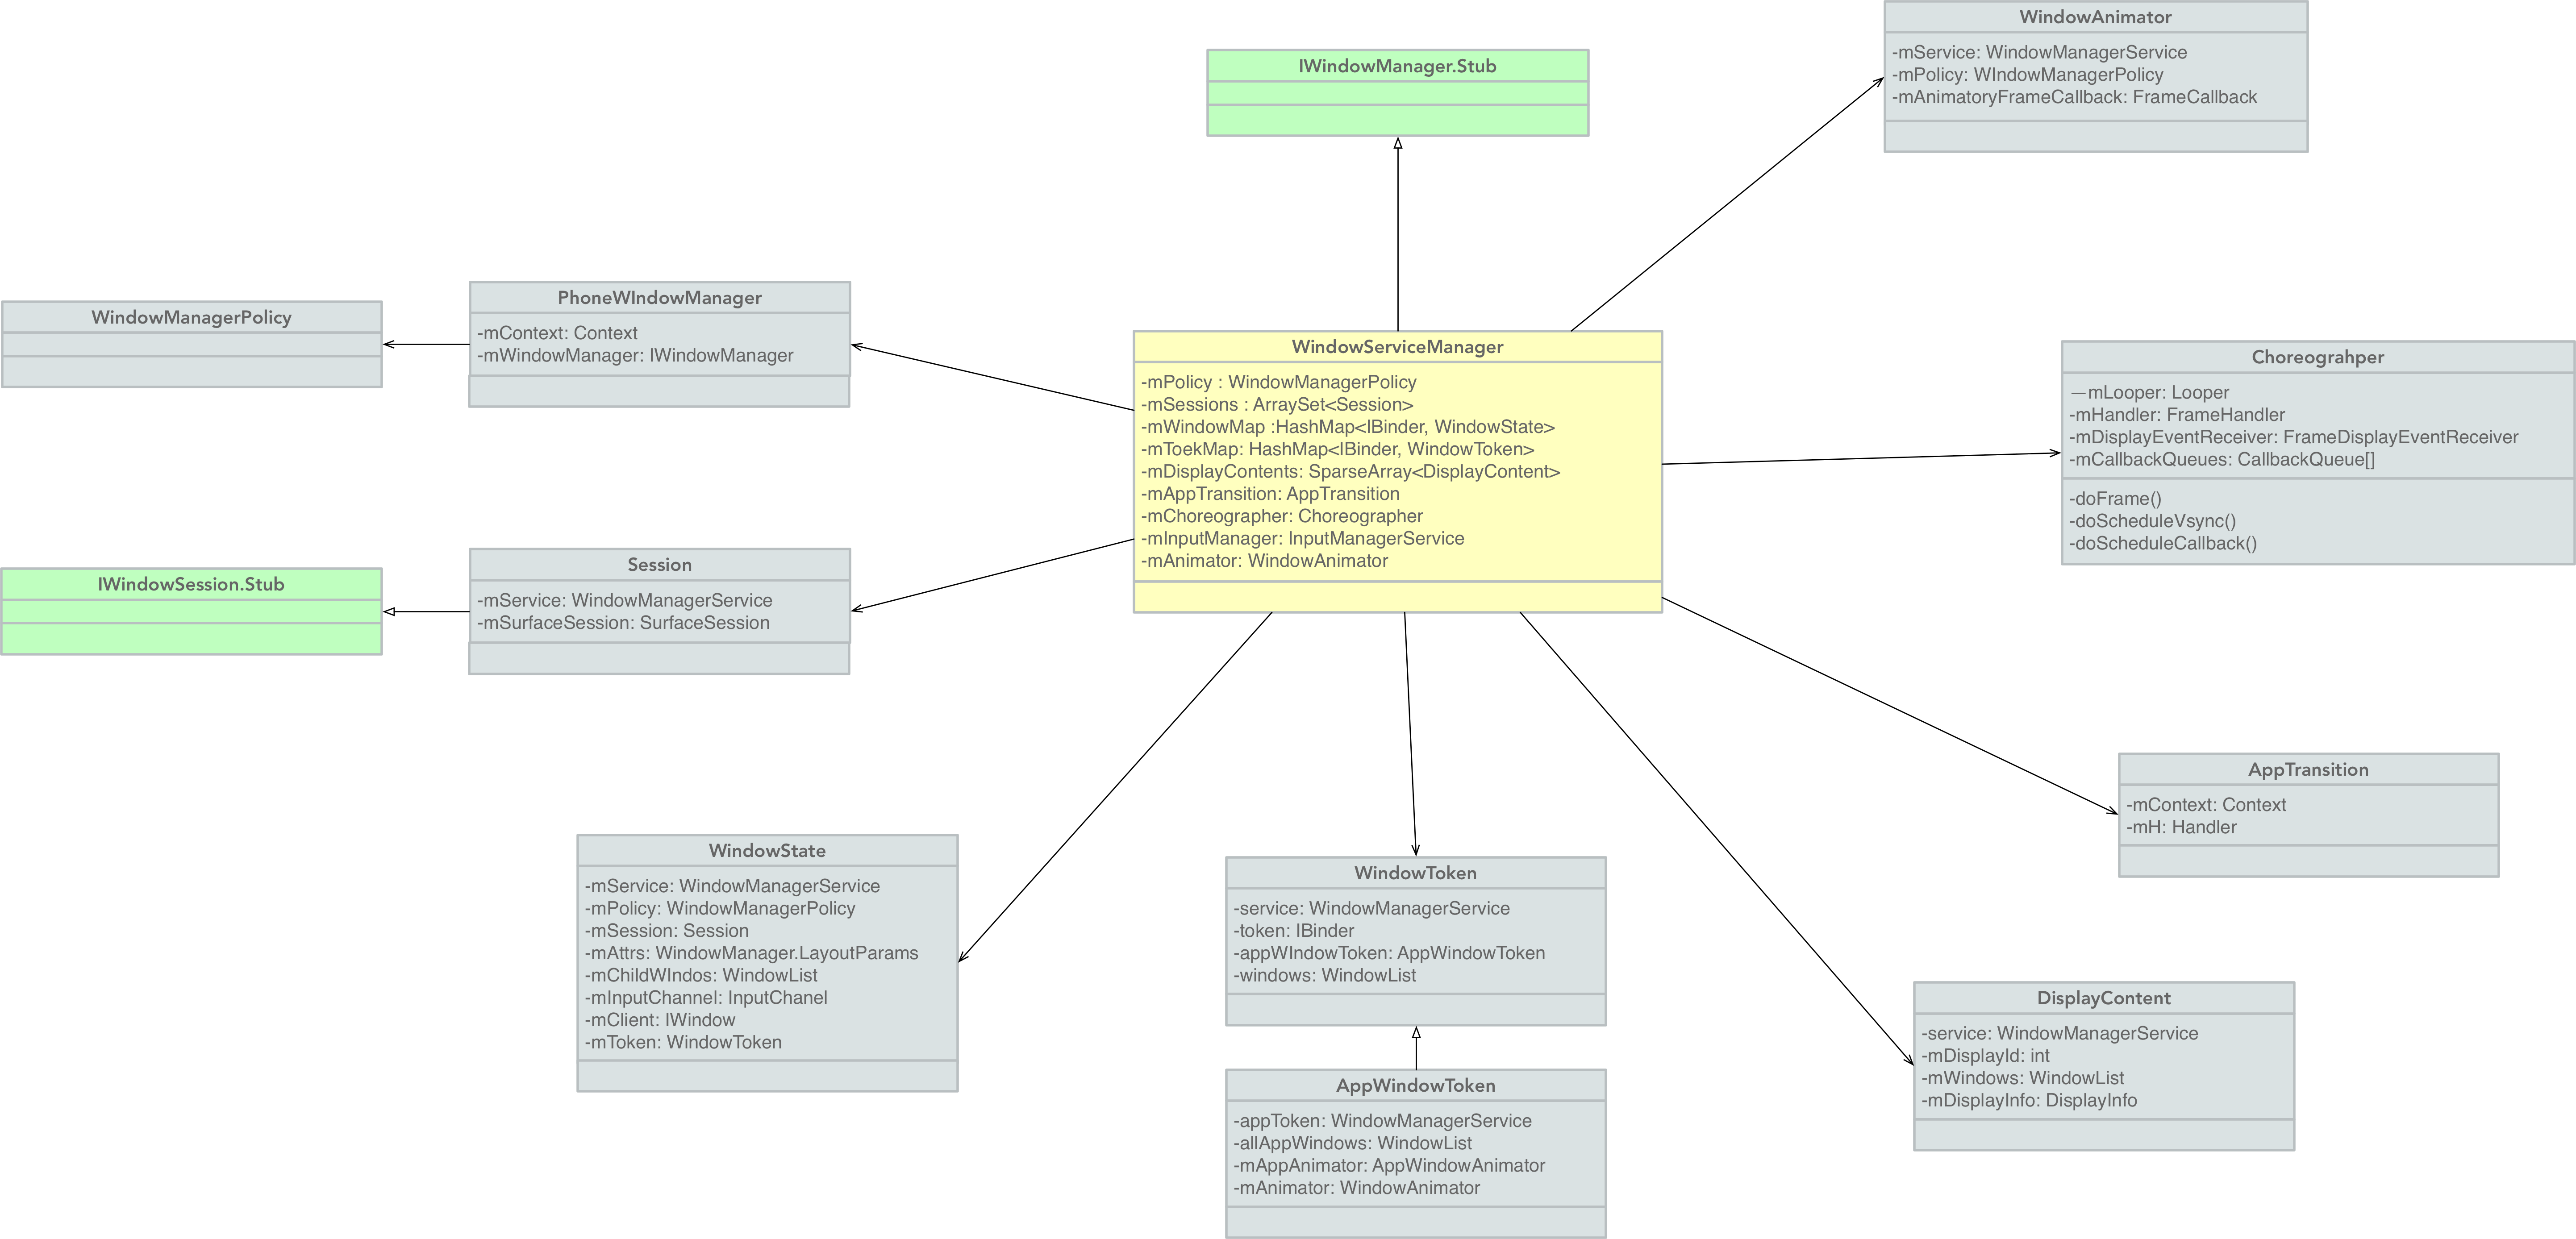 WindowAnimator
-mService: WindowManagerService
-mPolicy: WIndowManagerPolicy
-mAnimatoryFrameCallback: FrameCallback
IWindowManager.Stub
WindowManagerPolicy
PhoneWIndowManager
-mContext: Context
-mWindowManager: IWindowManager
WindowServiceManager
-mPolicy : WindowManagerPolicy
-mSessions : ArraySet<Session>
-mWindowMap :HashMap<IBinder, WindowState>
-mToekMap: HashMap<IBinder, WindowToken>
-mDisplayContents: SparseArray<DisplayContent>
-mAppTransition: AppTransition
-mChoreographer: Choreographer
-mInputManager: InputManagerService
-mAnimator: WindowAnimator
Choreograhper
—mLooper: Looper
-mHandler: FrameHandler
-mDisplayEventReceiver: FrameDisplayEventReceiver
-mCallbackQueues: CallbackQueue[]
-doFrame()
-doScheduleVsync()
-doScheduleCallback()
IWindowSession.Stub
Session
-mService: WindowManagerService
-mSurfaceSession: SurfaceSession
AppTransition
-mContext: Context
-mH: Handler
WindowState
-mService: WindowManagerService
-mPolicy: WindowManagerPolicy
-mSession: Session
-mAttrs: WindowManager.LayoutParams
-mChildWIndos: WindowList
-mInputChannel: InputChanel
-mClient: IWindow
-mToken: WindowToken
WindowToken
-service: WindowManagerService
-token: IBinder
-appWIndowToken: AppWindowToken
-windows: WindowList
DisplayContent
-service: WindowManagerService
-mDisplayId: int
-mWindows: WindowList
-mDisplayInfo: DisplayInfo
AppWindowToken
-appToken: WindowManagerService
-allAppWindows: WindowList
-mAppAnimator: AppWindowAnimator
-mAnimator: WindowAnimator